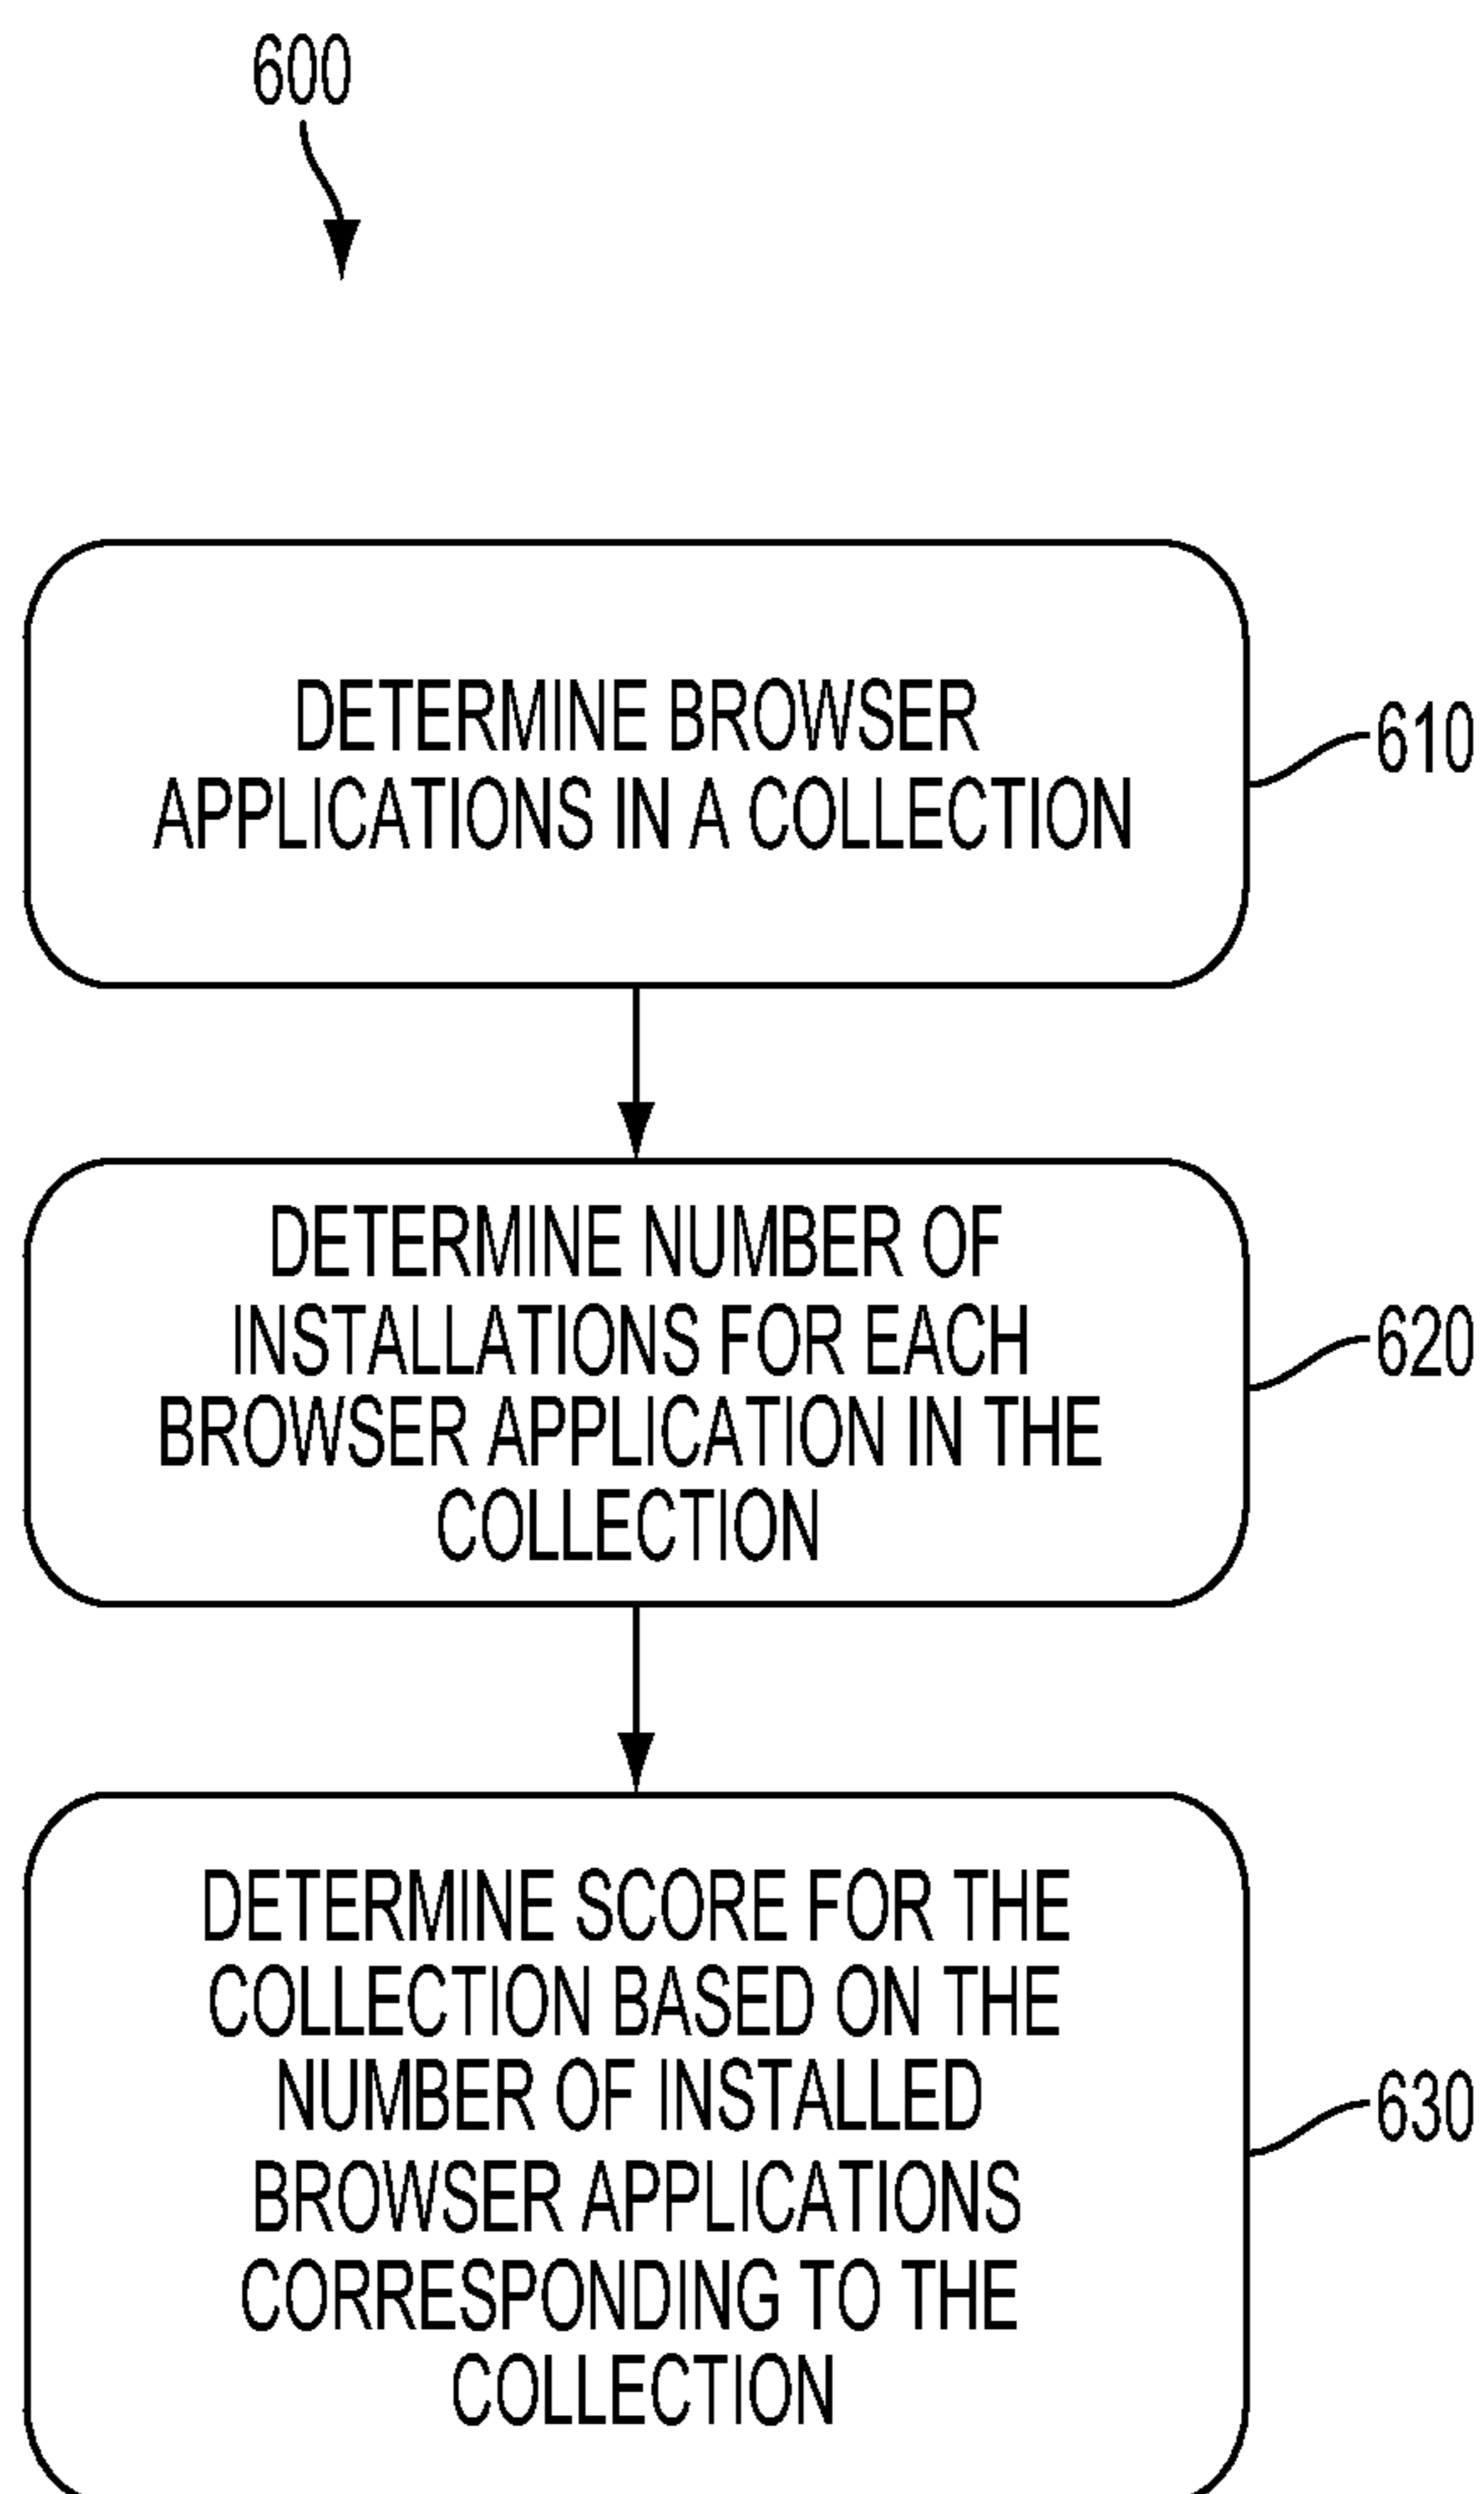 600
DETERMINE BROWSER
APPLICATIONS IN A COLLECTION
610
DETERMINE NUMBER OF
INSTALLATIONS FOR EACH
BROWSER APPLICATION IN THE
COLLECTION
620
DETERMINE SCORE FOR THE
COLLECTION BASED ON THE
NUMBER OF INSTALLED
BROWSER APPLICATIONS
CORRESPONDING TO THE
COLLECTION
630